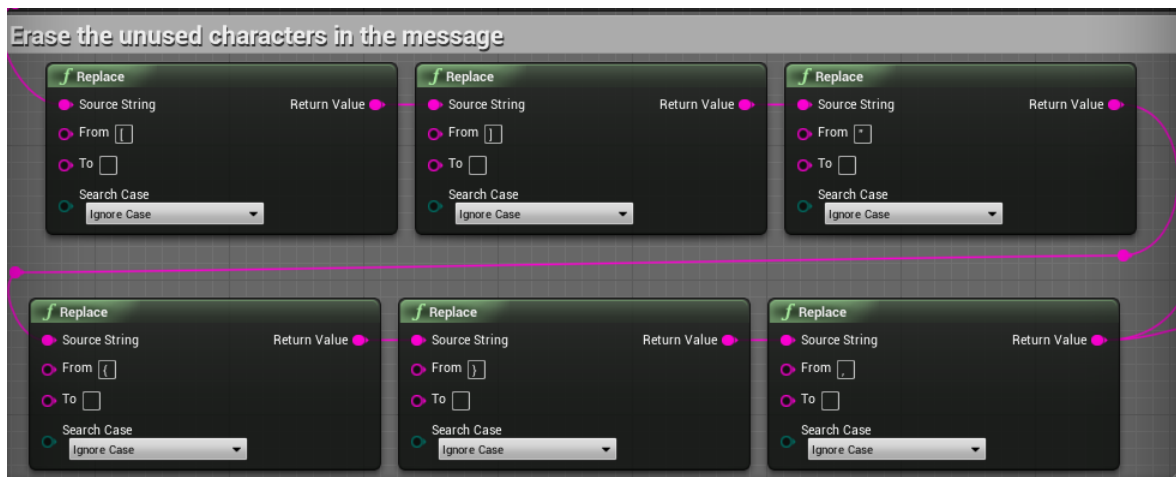 Erase the unused characters in the message
f Replace
Source String Return Value
From [
To
Search Case
Ignore Case
f Replace
Source String Return Value
From ]
To
Search Case
Ignore Case
f Replace
Source String Return Value
From "
To
Search Case
Ignore Case
f Replace
Source String Return Value
From {
To
Search Case
Ignore Case
f Replace
Source String Return Value
From }
To
Search Case
Ignore Case
f Replace
Source String Return Value
From ,
To
Search Case
Ignore Case